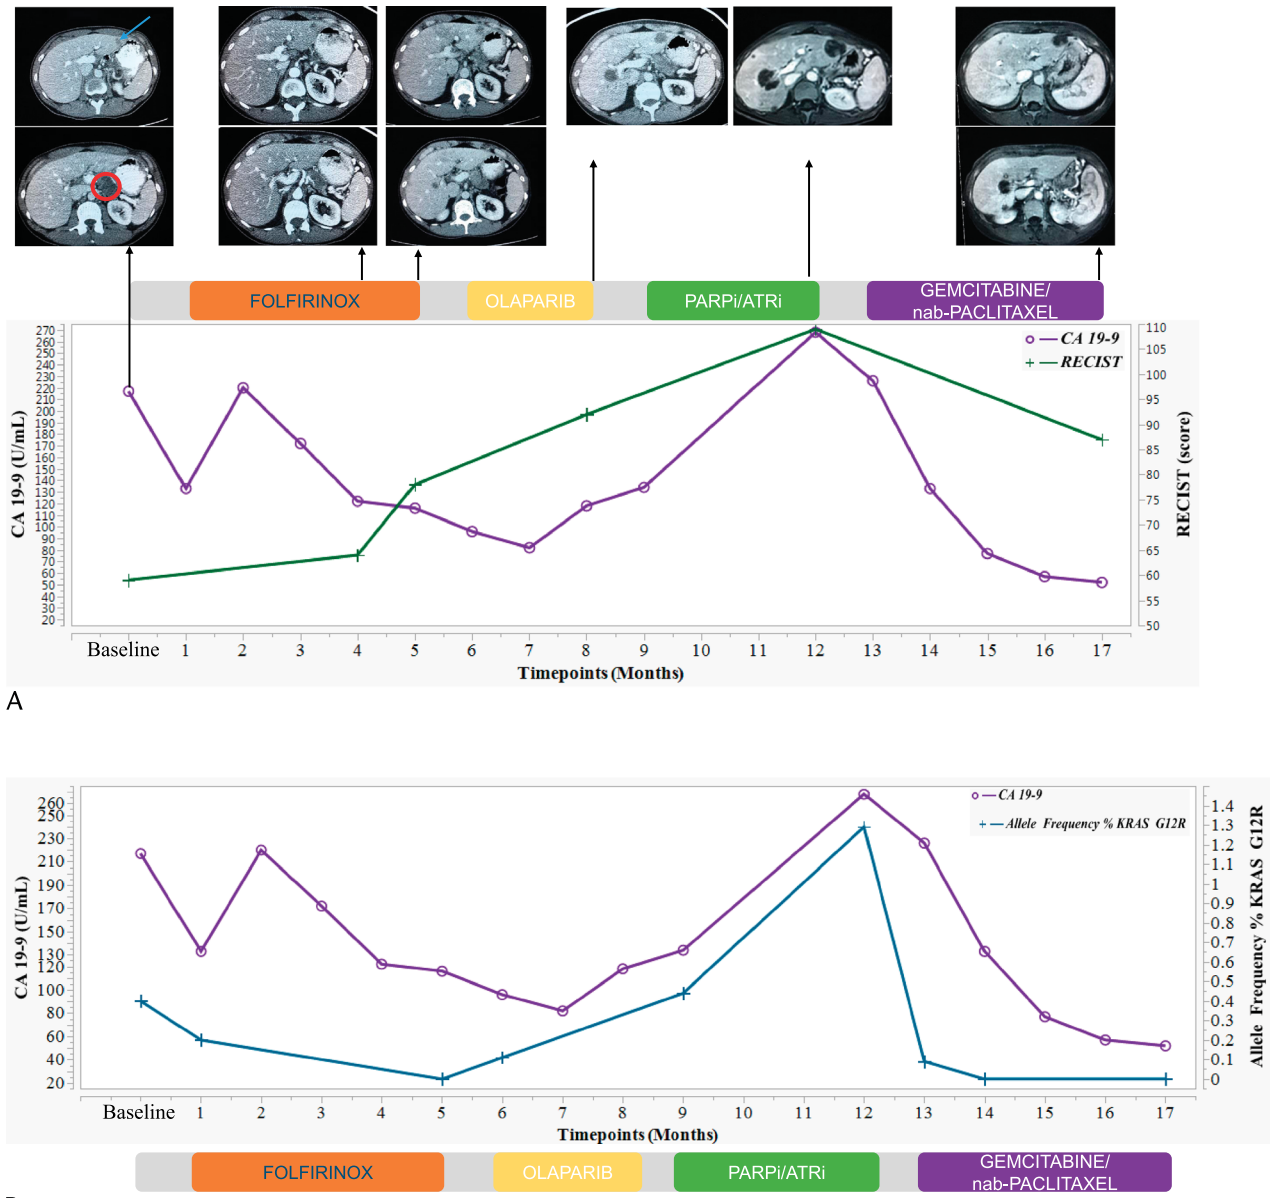 FOLFIRINOX
OLAPARIB
PARPi/ATRi
GEMCITABINE/
nab-PACLITAXEL
CA 19-9
RECIST
CA 19-9 (U/mL)
270
260
250
240
230
220
210
200
190
180
170
160
150
140
130
120
110
100
90
80
70
60
50
40
30
20
110
105
100
95
90
85
80
75
70
65
60
55
50
RECIST (score)
Baseline 1 2 3 4 5 6 7 8 9 10 11 12 13 14 15 16 17
Timepoints (Months)
A
CA 19-9
Allele Frequency % KRAS G12R
CA 19-9 (U/mL)
260
250
230
210
190
170
150
130
120
100
80
60
40
20
1.4
1.3
1.2
1.1
1
0.9
0.8
0.7
0.6
0.5
0.4
0.3
0.2
0.1
0
Allele Frequency % KRAS G12R
Baseline 1 2 3 4 5 6 7 8 9 10 11 12 13 14 15 16 17
Timepoints (Months)
FOLFIRINOX
OLAPARIB
PARPi/ATRi
GEMCITABINE/
nab-PACLITAXEL